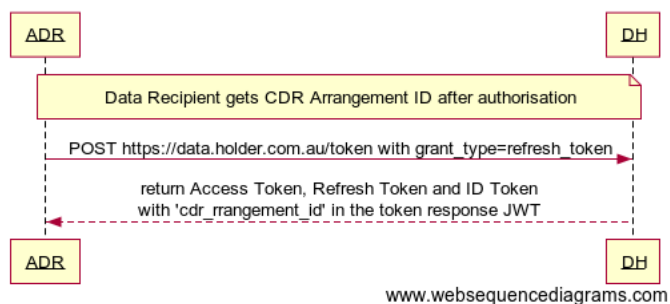 ADR DH
Data Recipient gets CDR Arrangement ID after authorisation
POST https://data.holder.com.au/token with grant_type=refresh_token
return Access Token, Refresh Token and ID Token
with 'cdr_rrangement_id' in the token response JWT
ADR DH
www.websequencediagrams.com